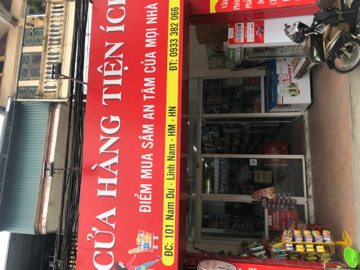 CỬA HÀNG TIỆN ÍCH
ĐIỂM MUA SẮM AN TÂM CỦA MỌI NHÀ
ĐC: 101 Nam Dư - Lĩnh Nam - HM - HN
ĐT: 0933 382 066